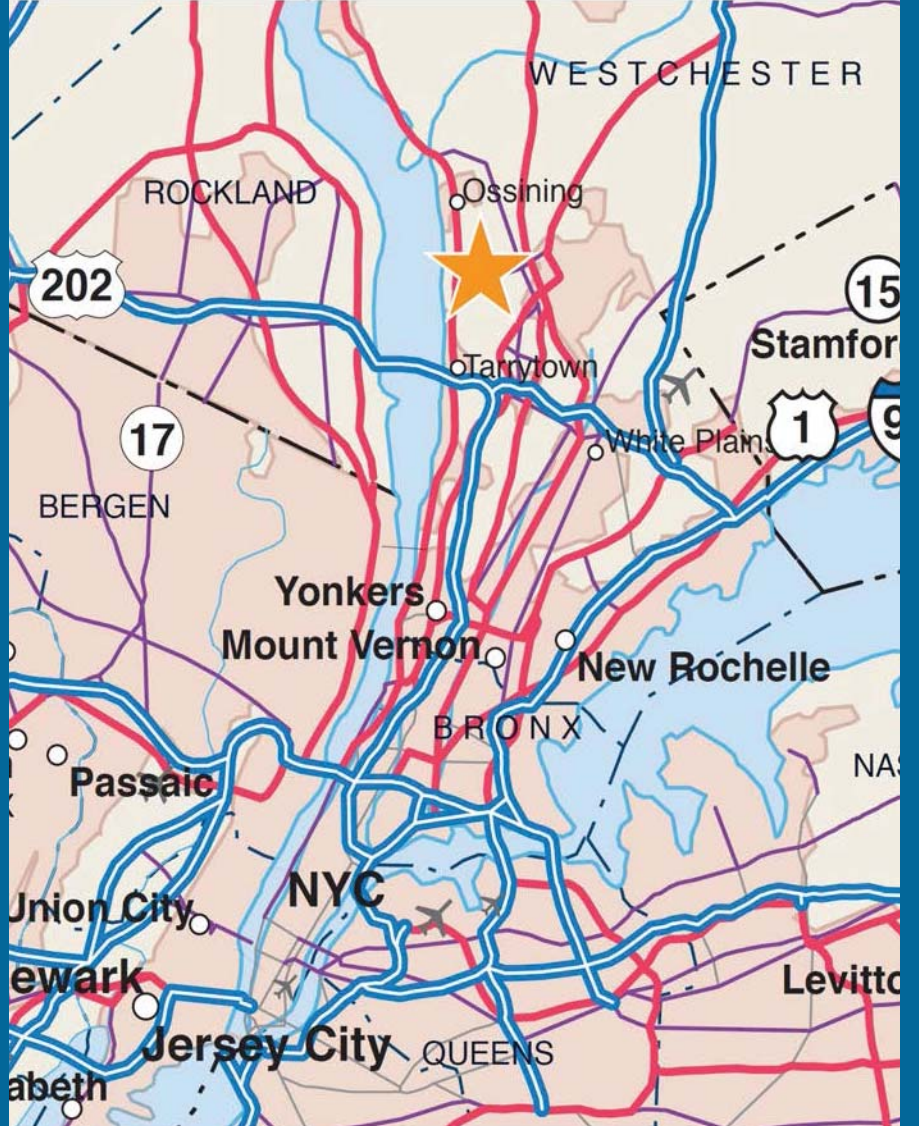 WESTCHESTER
ROCKLAND
Ossining
202
15
Stamfor
Tarrytown
17
White Plains
1
9
BERGEN
Yonkers
Mount Vernon
New Rochelle
BRONX
NAS
Passaic
NYC
Union City
ewark
Levitto
Jersey City
QUEENS
abeth